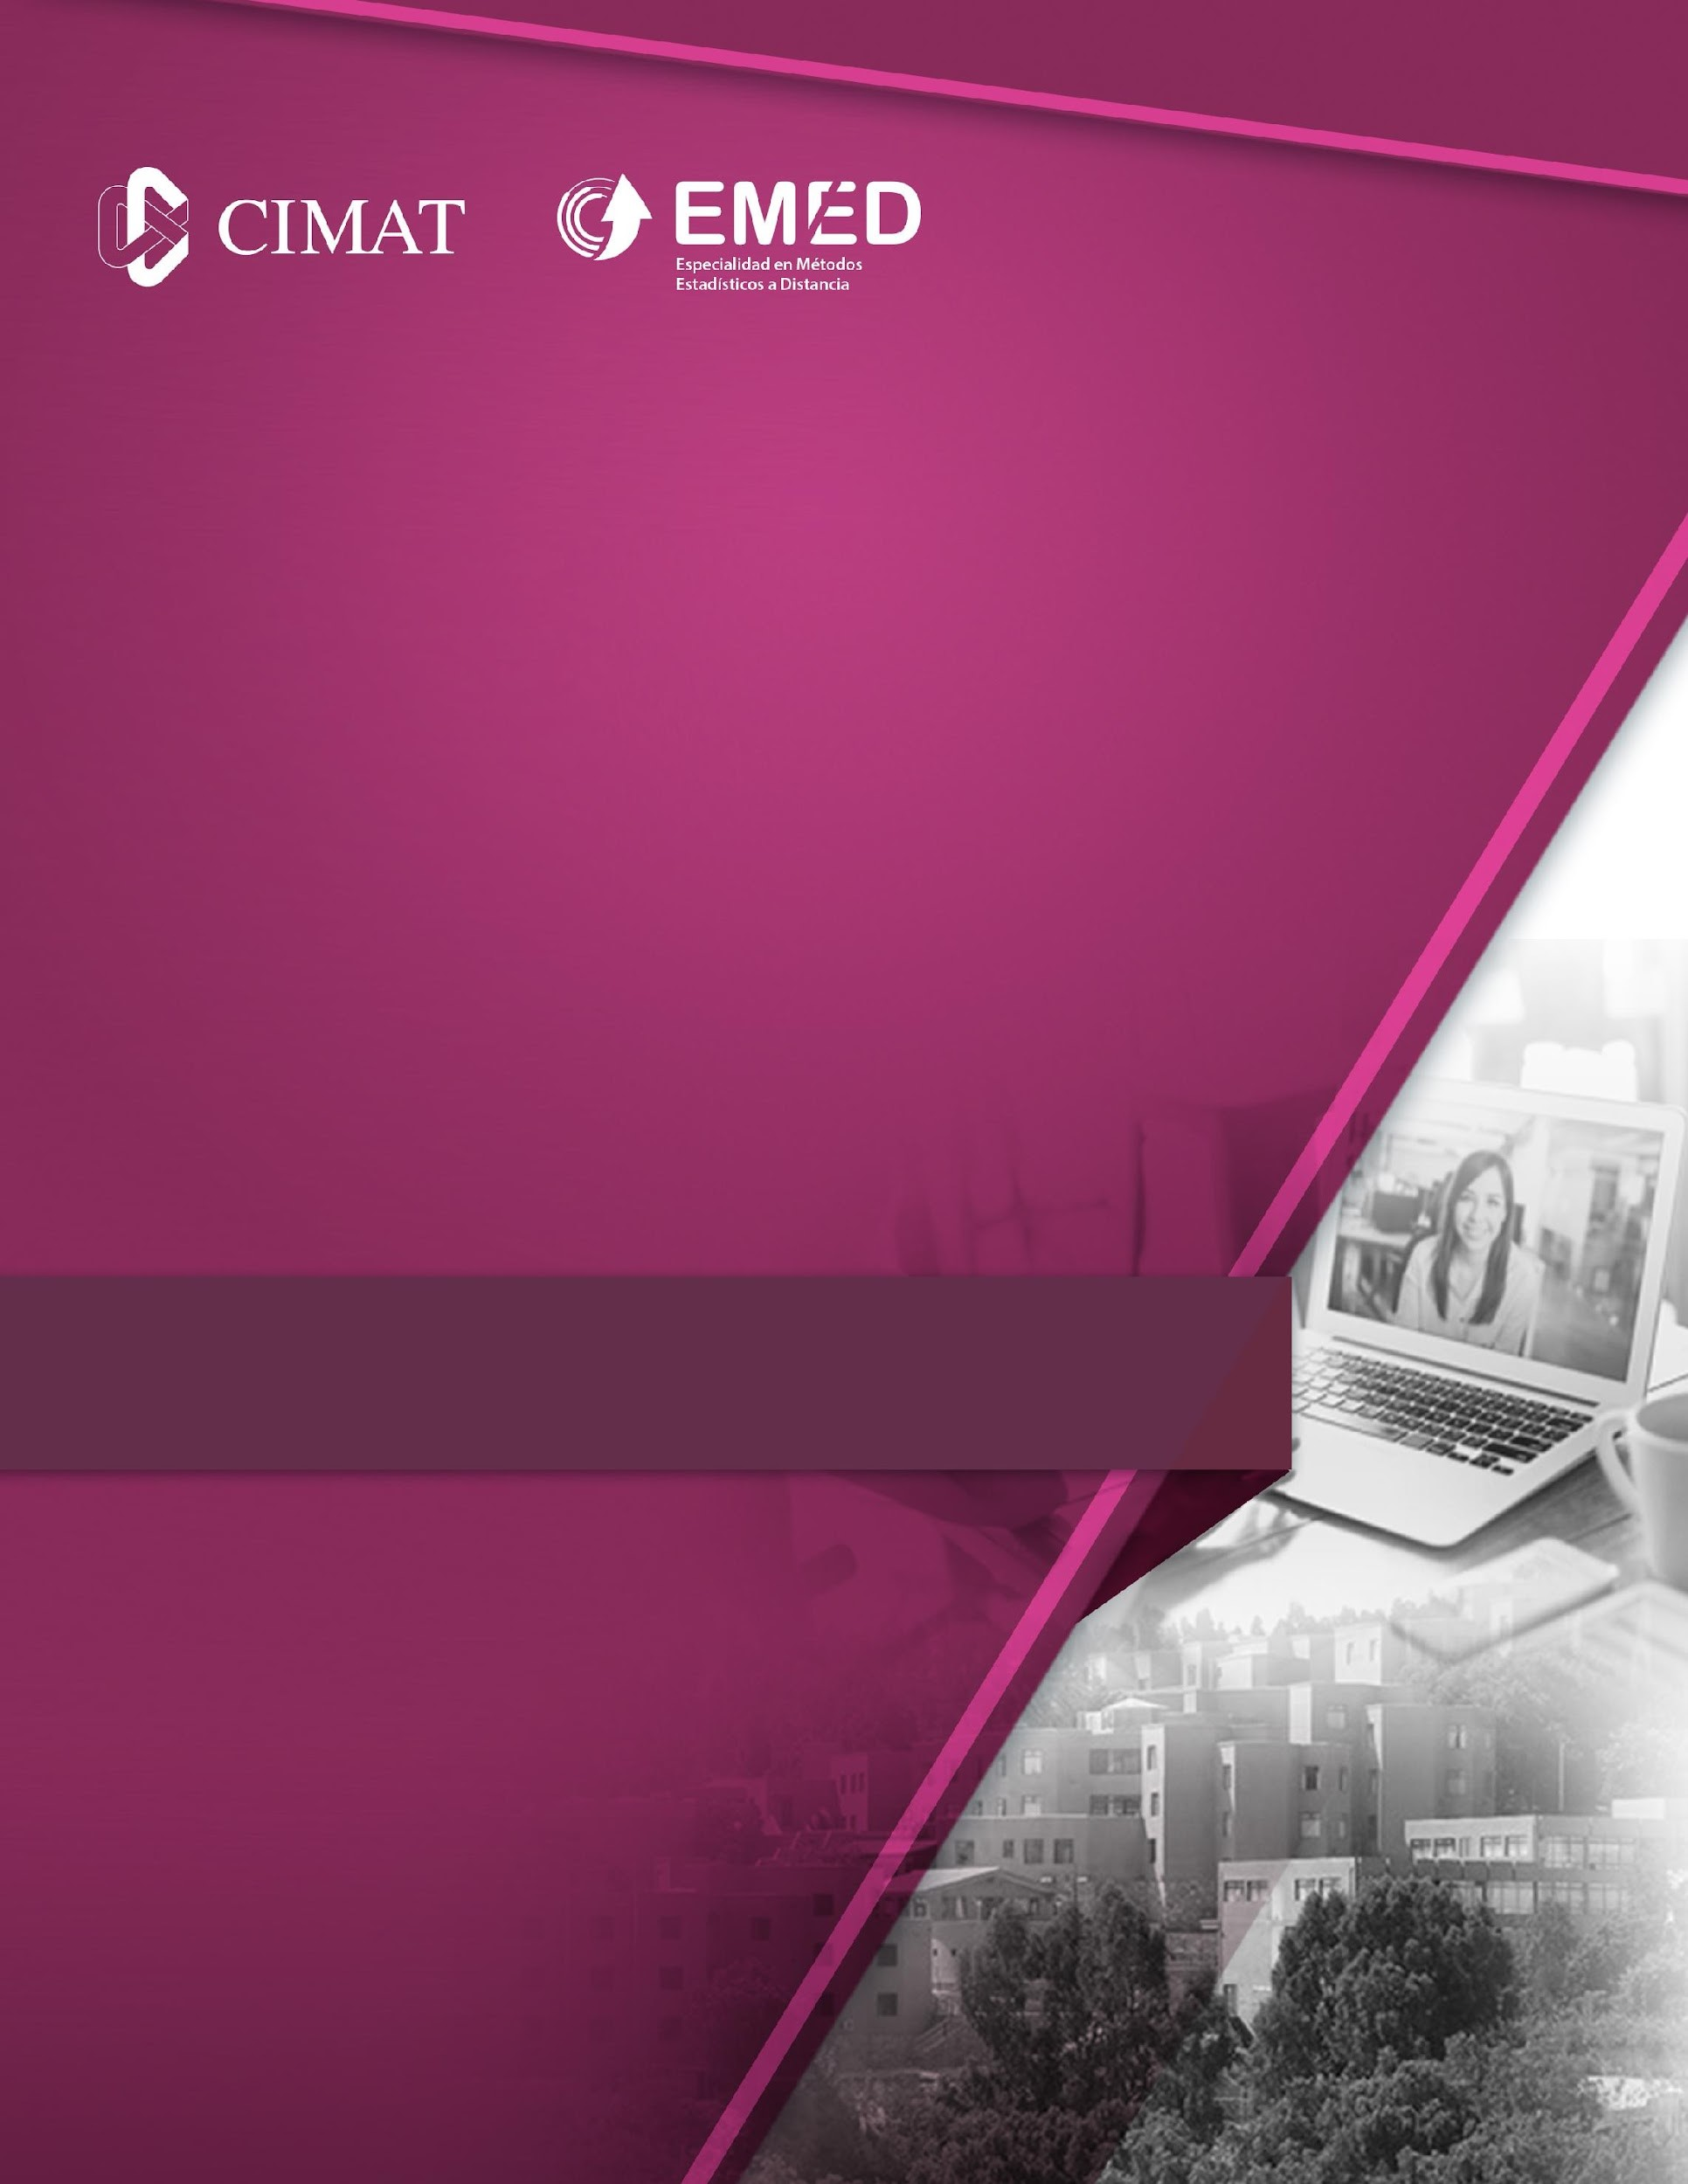 CIMAT
EMED
Especialidad en Métodos
Estadísticos a Distancia